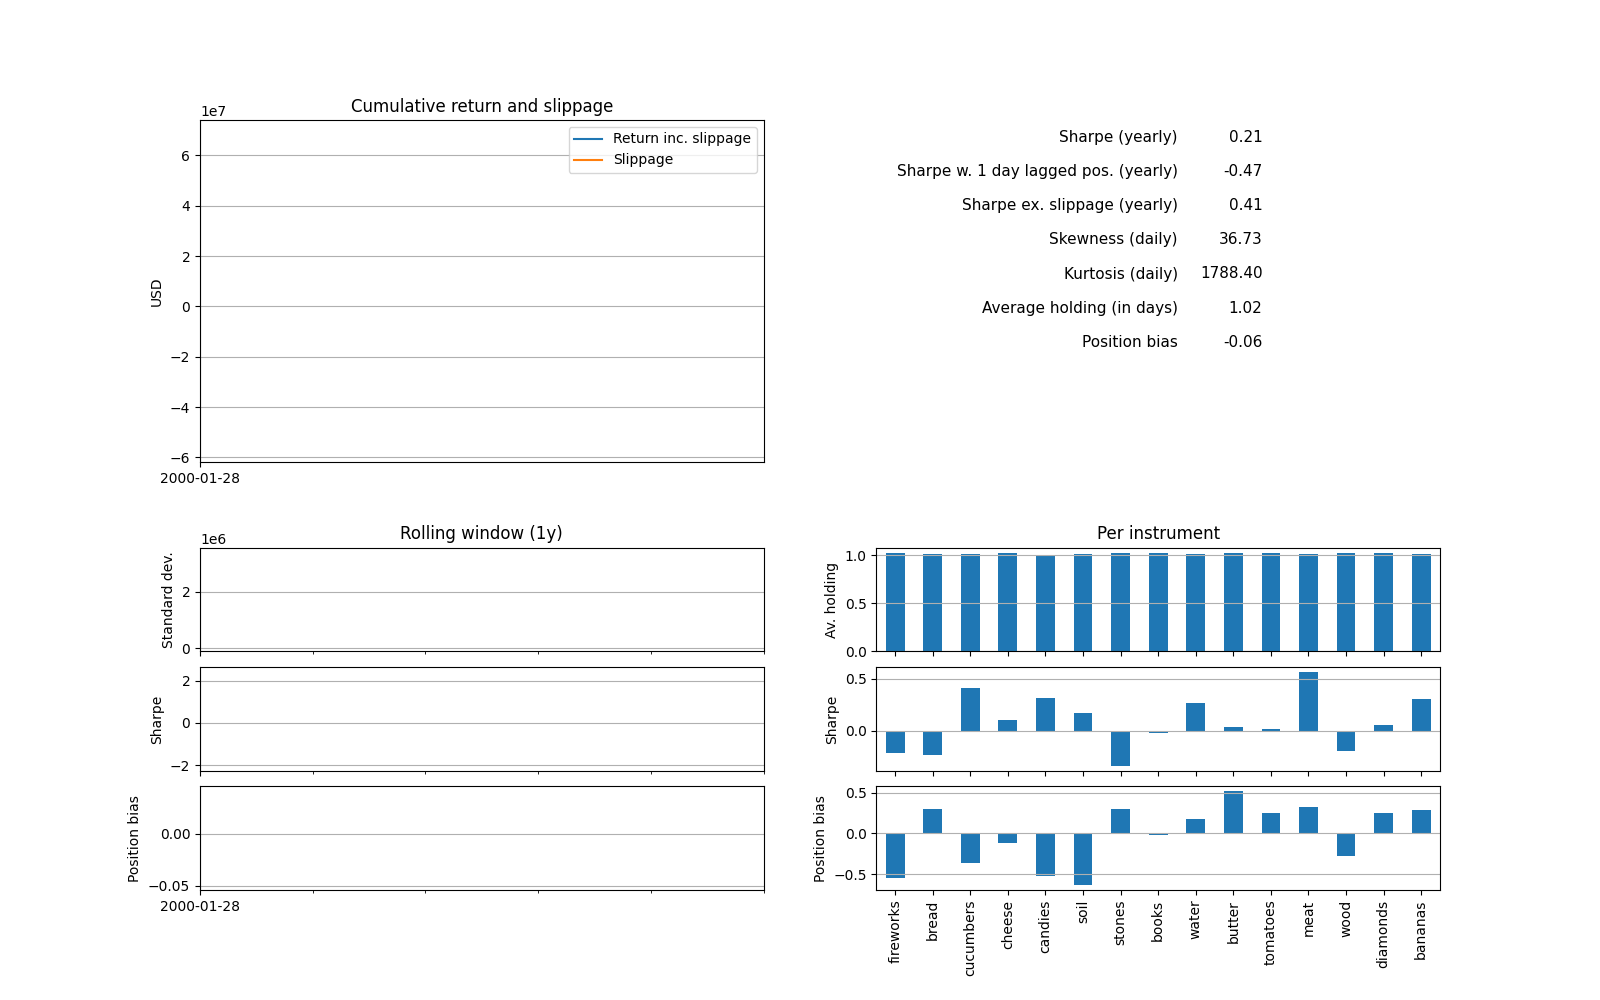 Cumulative return and slippage
1e7
Return inc. slippage
Slippage
6
4
2
0
−2
−4
−6
USD
2000-01-28
Sharpe (yearly) 0.21
Sharpe w. 1 day lagged pos. (yearly) -0.47
Sharpe ex. slippage (yearly) 0.41
Skewness (daily) 36.73
Kurtosis (daily) 1788.40
Average holding (in days) 1.02
Position bias -0.06
Rolling window (1y)
1e6
Standard dev.
2
0
Sharpe
2
0
−2
Position bias
0.00
−0.05
2000-01-28
Per instrument
Av. holding
1.0
0.5
0.0
Sharpe
0.5
0.0
Position bias
0.5
0.0
−0.5
fireworks
bread
cucumbers
cheese
candies
soil
stones
books
water
butter
tomatoes
meat
wood
diamonds
bananas